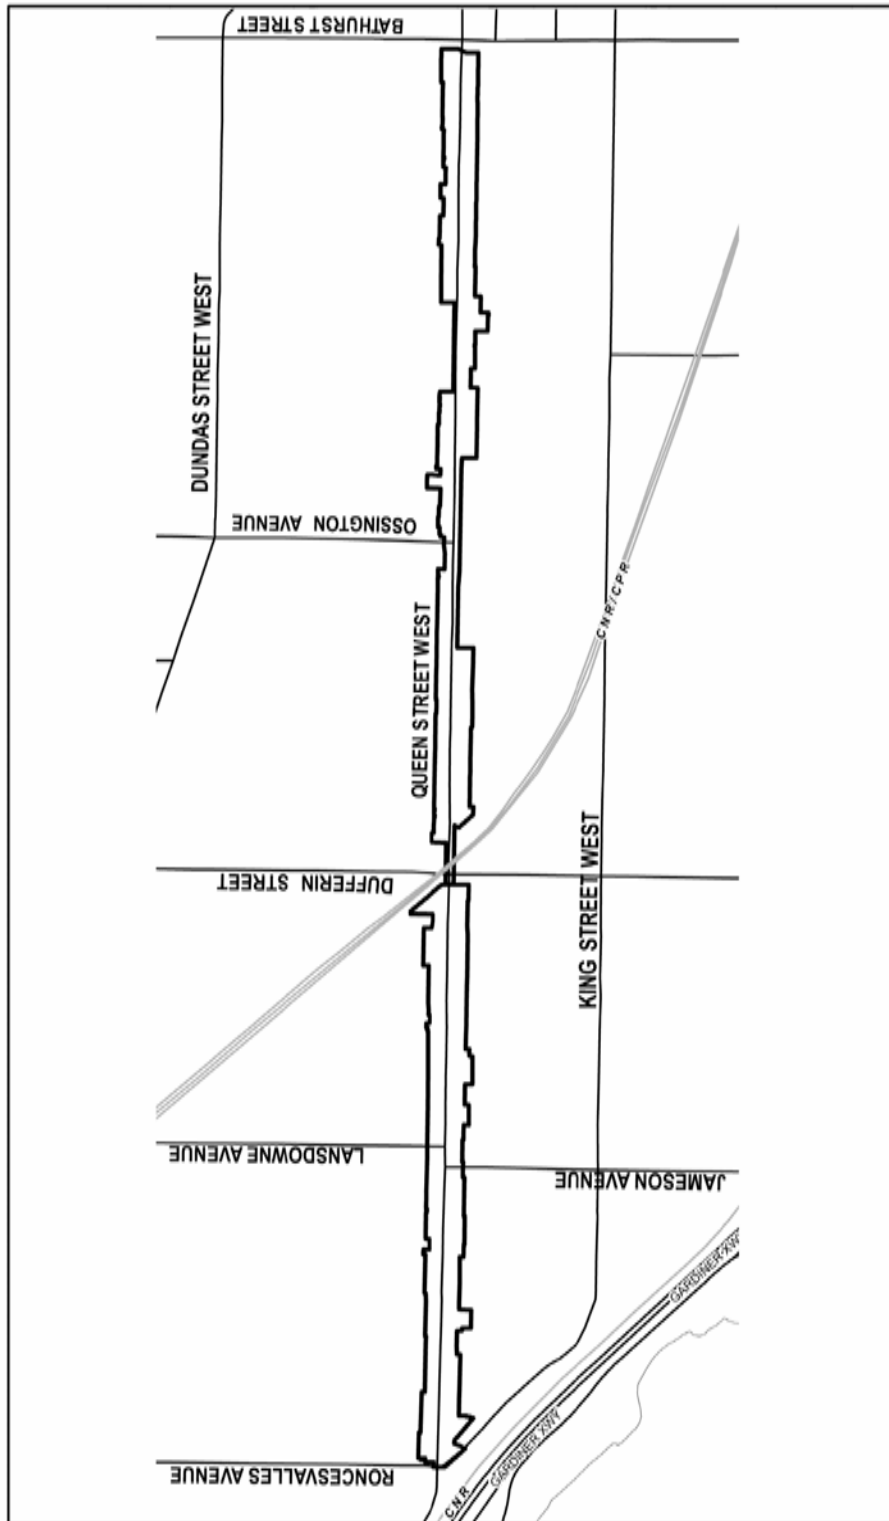 BATHURST STREET
DUNDAS STREET WEST
OSSINGTON AVENUE
QUEEN STREET WEST
CNR/CPR
DUFFERIN STREET
KING STREET WEST
LANSDOWNE AVENUE
JAMESON AVENUE
GARDINER XWY
RONCESVALLES AVENUE
GARDINER XWY
CNR